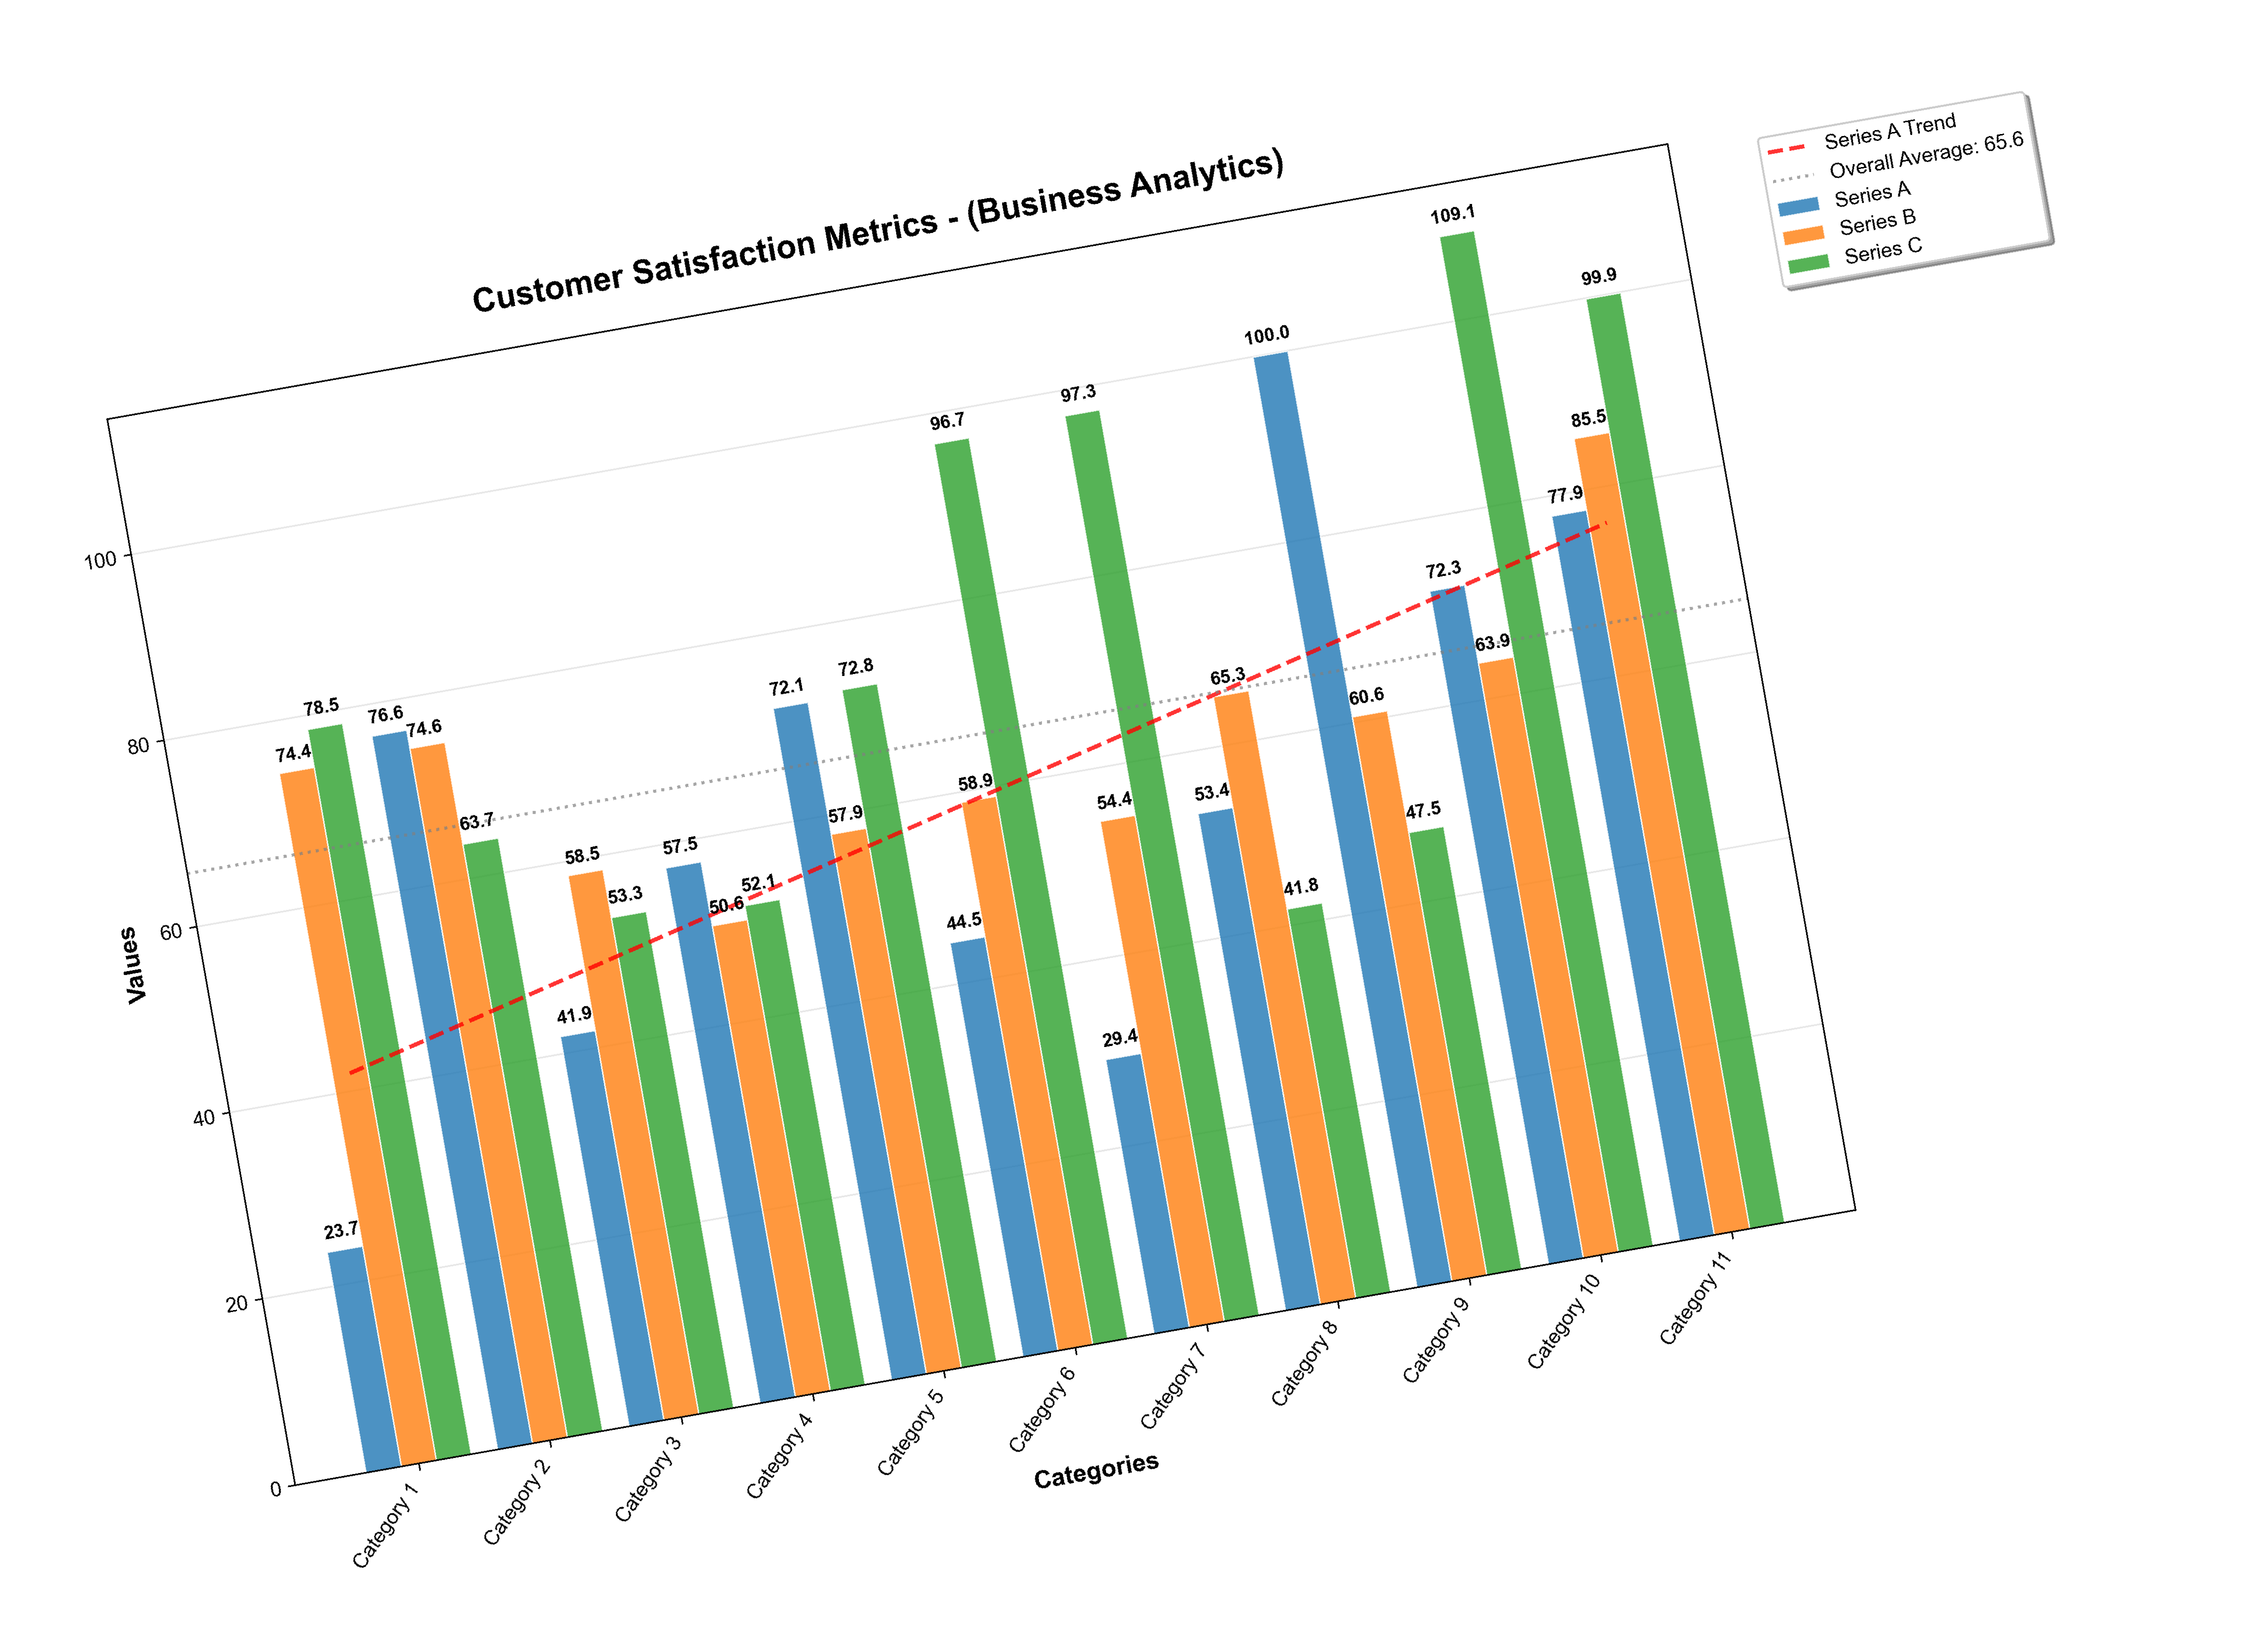 Customer Satisfaction Metrics - (Business Analytics)
Series A Trend
Overall Average: 65.6
Series A
Series B
Series C
Values
100
80
60
40
20
0
23.7
74.4
78.5
76.6
74.6
63.7
41.9
58.5
53.3
57.5
50.6
52.1
72.1
57.9
72.8
44.5
58.9
96.7
29.4
54.4
97.3
53.4
65.3
41.8
100.0
60.6
47.5
72.3
63.9
109.1
77.9
85.5
99.9
Category 1
Category 2
Category 3
Category 4
Category 5
Category 6
Category 7
Category 8
Category 9
Category 10
Category 11
Categories